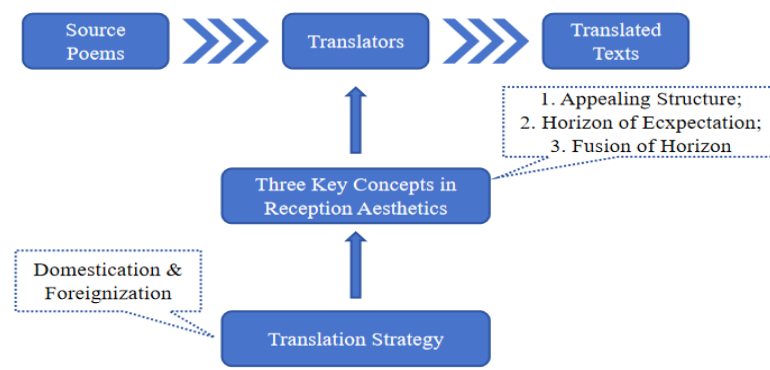 Source
Poems
Translators
Translated
Texts
1. Appealing Structure;
2. Horizon of Ecxpectation;
3. Fusion of Horizon
Three Key Concepts in
Reception Aesthetics
Domestication &
Foreignization
Translation Strategy